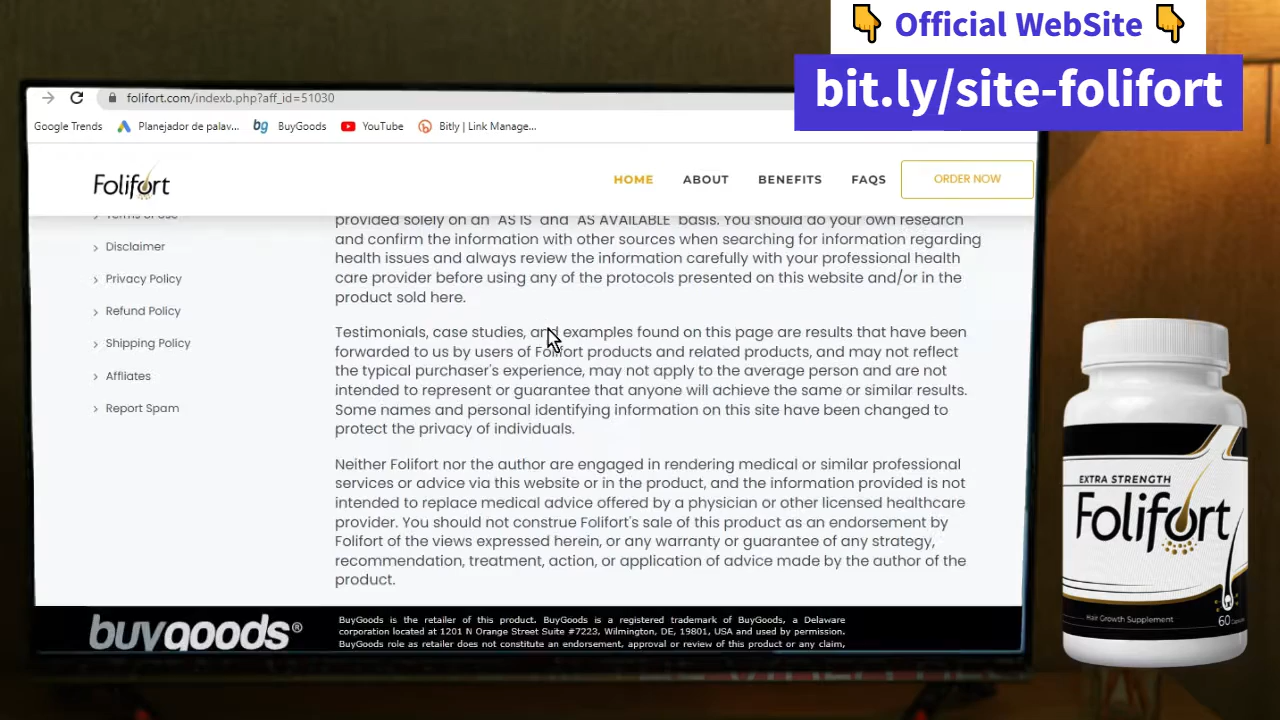 👇 Official WebSite 👇
bit.ly/site-folifort
folifort.com/indexb.php?aff_id=51030
Google Trends Planejador de palav... bg BuyGoods YouTube Bitly | Link Manage...
Folifort HOME ABOUT BENEFITS FAQS ORDER NOW
Terms of Use
Disclaimer
Privacy Policy
Refund Policy
Shipping Policy
Affliates
Report Spam
provided solely on an "AS IS" and "AS AVAILABLE" basis. You should do your own research
and confirm the information with other sources when searching for information regarding
health issues and always review the information carefully with your professional health
care provider before using any of the protocols presented on this website and/or in the
product sold here.
Testimonials, case studies, and examples found on this page are results that have been
forwarded to us by users of Folifort products and related products, and may not reflect
the typical purchaser's experience, may not apply to the average person and are not
intended to represent or guarantee that anyone will achieve the same or similar results.
Some names and personal identifying information on this site have been changed to
protect the privacy of individuals.
Neither Folifort nor the author are engaged in rendering medical or similar professional
services or advice via this website or in the product, and the information provided is not
intended to replace medical advice offered by a physician or other licensed healthcare
provider. You should not construe Folifort's sale of this product as an endorsement by
Folifort of the views expressed herein, or any warranty or guarantee of any strategy,
recommendation, treatment, action, or application of advice made by the author of the
product.
buygoods®
BuyGoods is the retailer of this product. BuyGoods is a registered trademark of BuyGoods, a Delaware
corporation located at 1201 N Orange Street Suite #7223, Wilmington, DE, 19801, USA and used by permission.
BuyGoods role as retailer does not constitute an endorsement, approval or review of this product or any claim,
EXTRA STRENGTH
Folifort
Hair Growth Supplement
60 Capsules